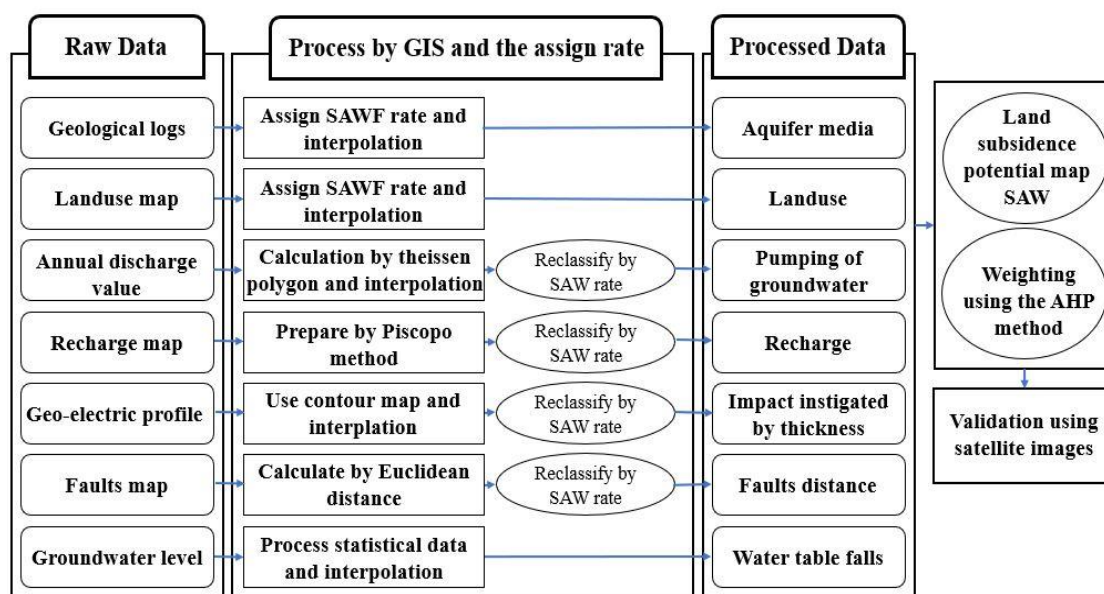 Raw Data
Process by GIS and the assign rate
Processed Data
Geological logs
Assign SAWF rate and
interpolation
Aquifer media
Landuse map
Assign SAWF rate and
interpolation
Landuse
Annual discharge
value
Calculation by theissen
polygon and interpolation
Reclassify by
SAW rate
Pumping of
groundwater
Recharge map
Prepare by Piscopo
method
Reclassify by
SAW rate
Recharge
Geo-electric profile
Use contour map and
interplation
Reclassify by
SAW rate
Impact instigated
by thickness
Faults map
Calculate by Euclidean
distance
Reclassify by
SAW rate
Faults distance
Groundwater level
Process statistical data
and interpolation
Water table falls
Land
subsidence
potential map
SAW
Weighting
using the AHP
method
Validation using
satellite images